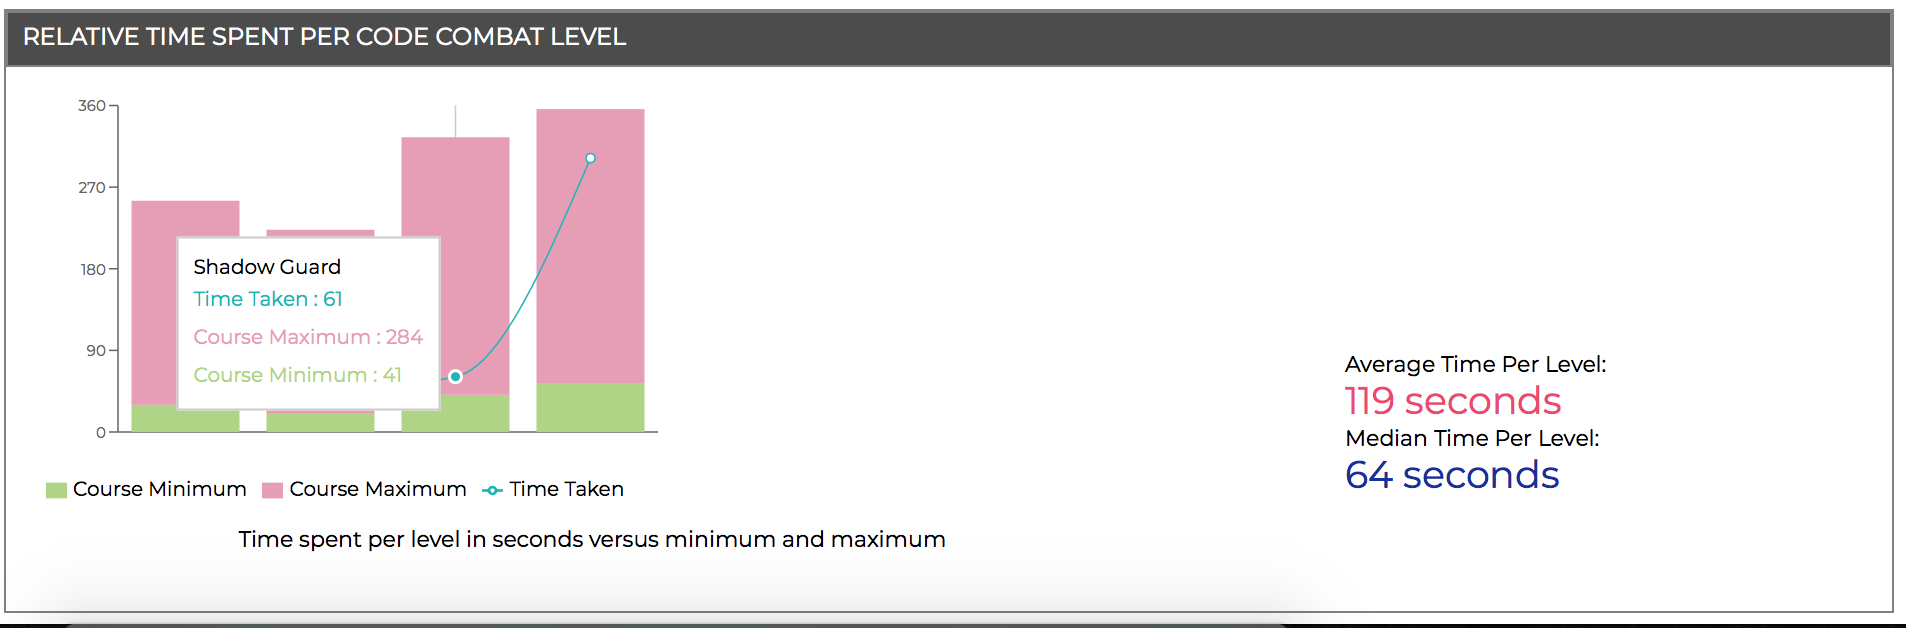 RELATIVE TIME SPENT PER CODE COMBAT LEVEL
360
270
180
90
0
Shadow Guard
Time Taken : 61
Course Maximum : 284
Course Minimum : 41
Course Minimum Course Maximum Time Taken
Time spent per level in seconds versus minimum and maximum
Average Time Per Level:
119 seconds
Median Time Per Level:
64 seconds